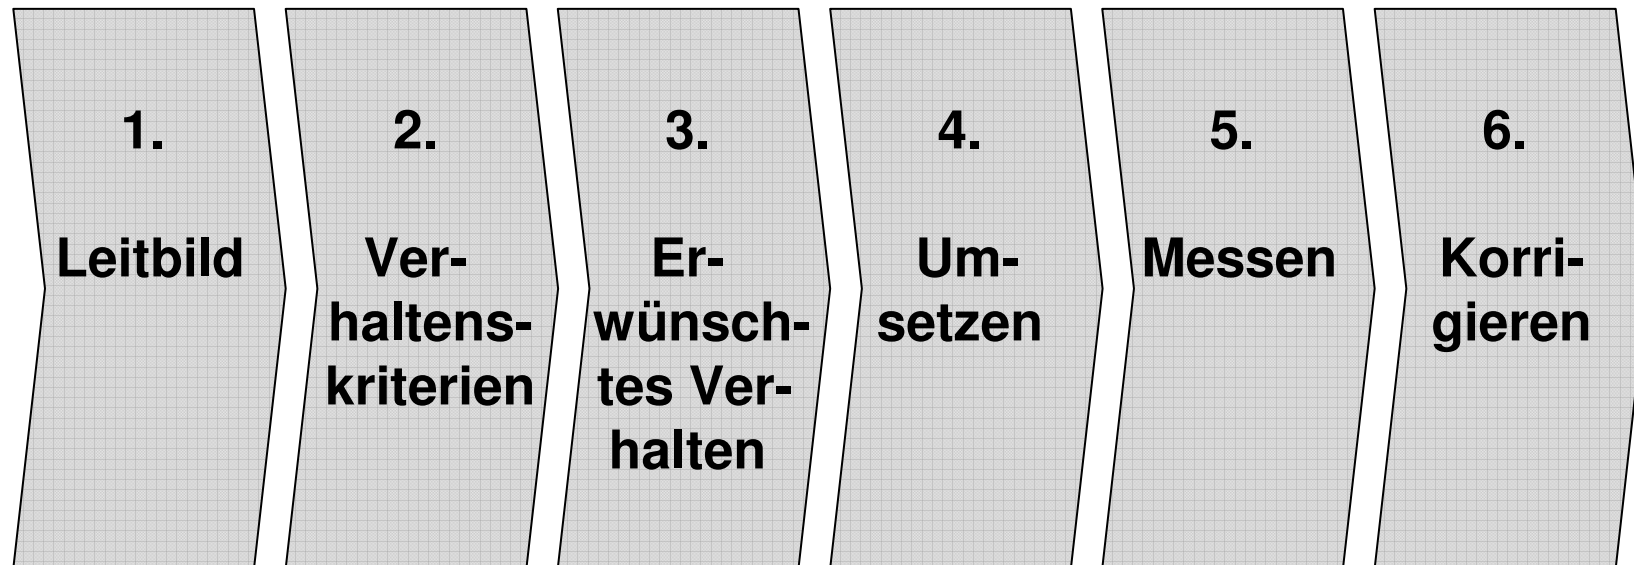 1.
Leitbild
2.
Ver-
haltens-
kriterien
3.
Er-
wünsch-
tes Ver-
halten
4.
Um-
setzen
5.
Messen
6.
Korri-
gieren